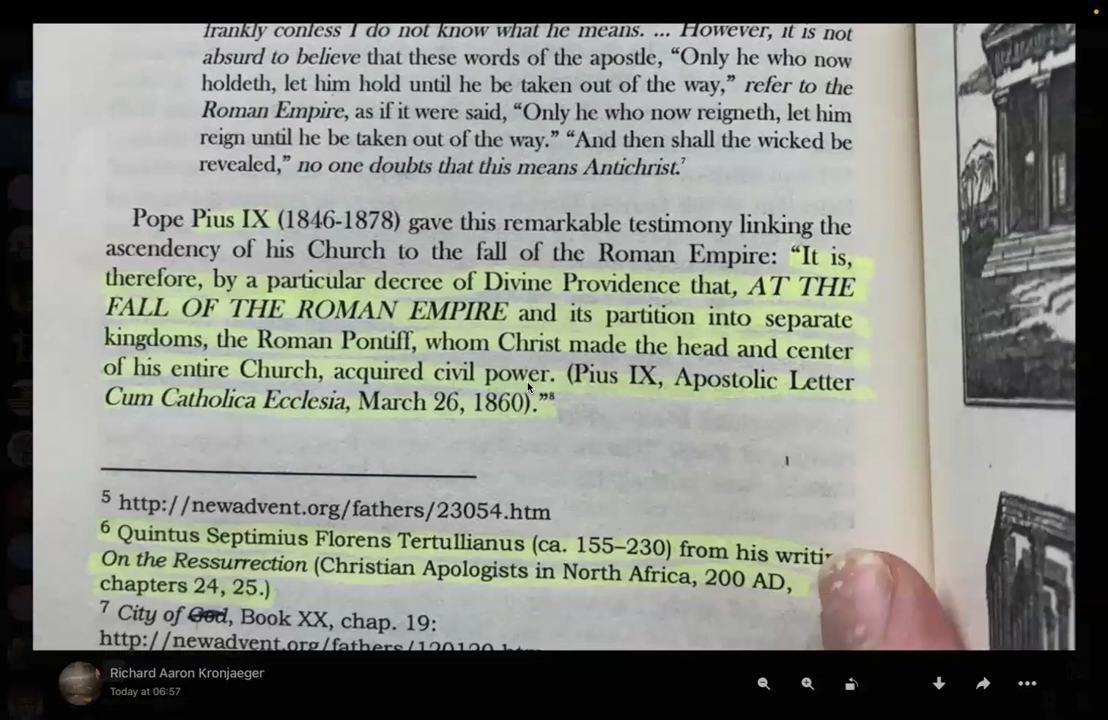 frankly confess I do not know what he means. ... However, it is not
absurd to believe that these words of the apostle, “Only he who now
holdeth, let him hold until he be taken out of the way,” refer to the
Roman Empire, as if it were said, “Only he who now reigneth, let him
reign until he be taken out of the way.” “And then shall the wicked be
revealed,” no one doubts that this means Antichrist.⁷
Pope Pius IX (1846-1878) gave this remarkable testimony linking the
ascendency of his Church to the fall of the Roman Empire: “It is,
therefore, by a particular decree of Divine Providence that, AT THE
FALL OF THE ROMAN EMPIRE and its partition into separate
kingdoms, the Roman Pontiff, whom Christ made the head and center
of his entire Church, acquired civil power. (Pius IX, Apostolic Letter
Cum Catholica Ecclesia, March 26, 1860).”⁸
5 http://newadvent.org/fathers/23054.htm
6 Quintus Septimius Florens Tertullianus (ca. 155–230) from his
On the Ressurrection (Christian Apologists in North Africa, 200 AD,
chapters 24, 25.)
7 City of God, Book XX, chap. 19:
http://newadvent.org/fathers/120120.htm
Richard Aaron Kronjaeger
Today at 06:57